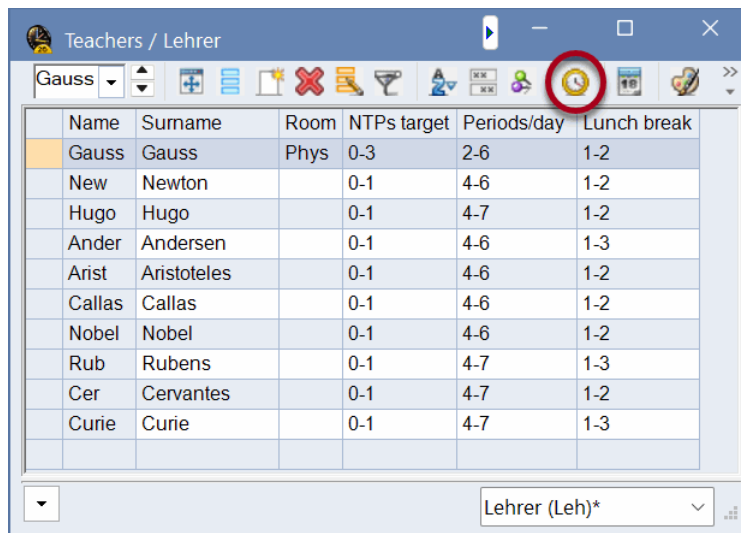 Teachers / Lehrer
Gauss
Name Surname Room NTPs target Periods/day Lunch break
Gauss Gauss Phys 0-3 2-6 1-2
New Newton 0-1 4-6 1-2
Hugo Hugo 0-1 4-7 1-2
Ander Andersen 0-1 4-6 1-3
Arist Aristoteles 0-1 4-6 1-2
Callas Callas 0-1 4-6 1-2
Nobel Nobel 0-1 4-6 1-2
Rub Rubens 0-1 4-7 1-3
Cer Cervantes 0-1 4-7 1-2
Curie Curie 0-1 4-7 1-3
Lehrer (Leh)*